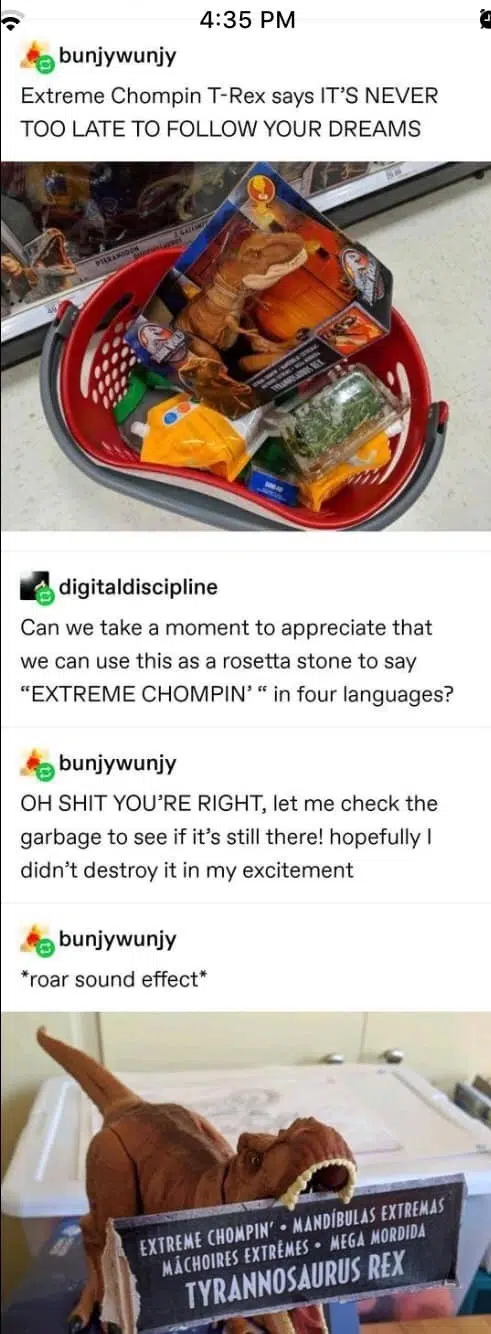 4:35 PM
bunjywunjy
Extreme Chompin T-Rex says IT'S NEVER
TOO LATE TO FOLLOW YOUR DREAMS
PTERANODON
TYRANNOSAURUS REX
digitaldiscipline
Can we take a moment to appreciate that
we can use this as a rosetta stone to say
“EXTREME CHOMPIN’ “ in four languages?
bunjywunjy
OH SHIT YOU'RE RIGHT, let me check the
garbage to see if it's still there! hopefully I
didn't destroy it in my excitement
bunjywunjy
*roar sound effect*
EXTREME CHOMPIN' • MANDÍBULAS EXTREMAS
MÂCHOIRES EXTRÊMES • MEGA MORDIDA
TYRANNOSAURUS REX